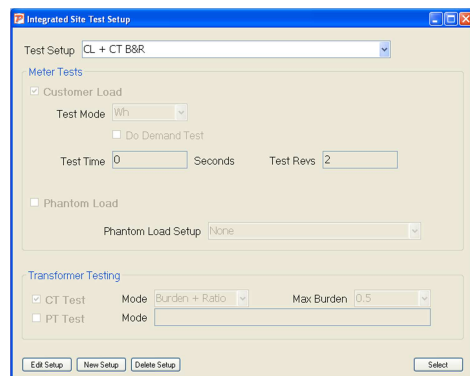 Integrated Site Test Setup
Test Setup CL + CT B&R
Meter Tests
Customer Load
Test Mode Wh
Do Demand Test
Test Time 0 Seconds Test Revs 2
Phantom Load
Phantom Load Setup None
Transformer Testing
CT Test Mode Burden + Ratio Max Burden 0.5
PT Test Mode
Edit Setup New Setup Delete Setup Select